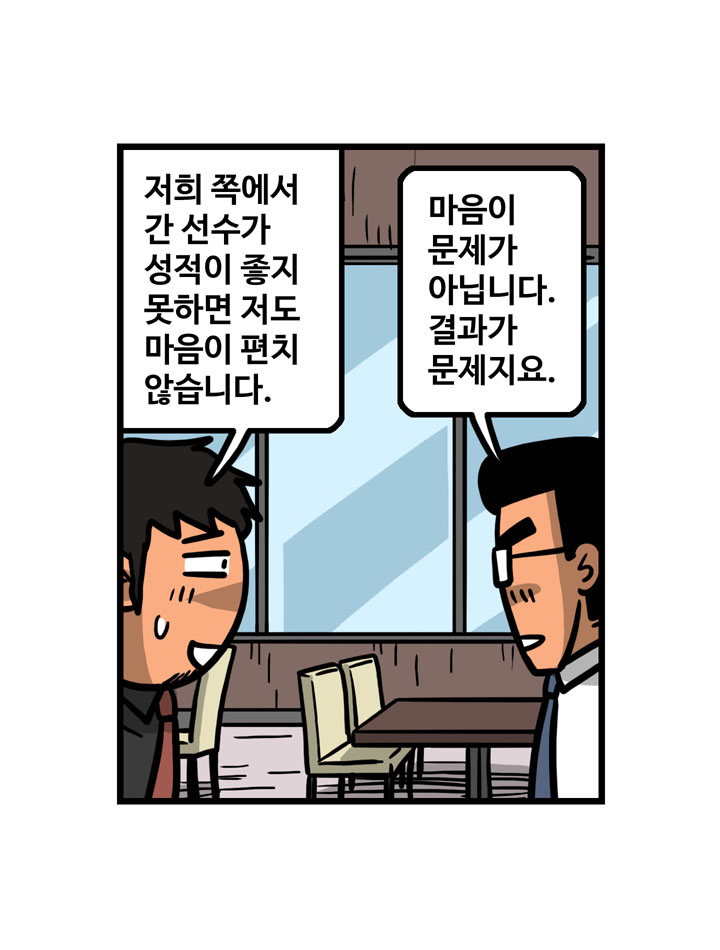 저희 쪽에서
간 선수가
성적이 좋지
못하면 저도
마음이 편치
않습니다.
마음이
문제가
아닙니다.
결과가
문제지요.